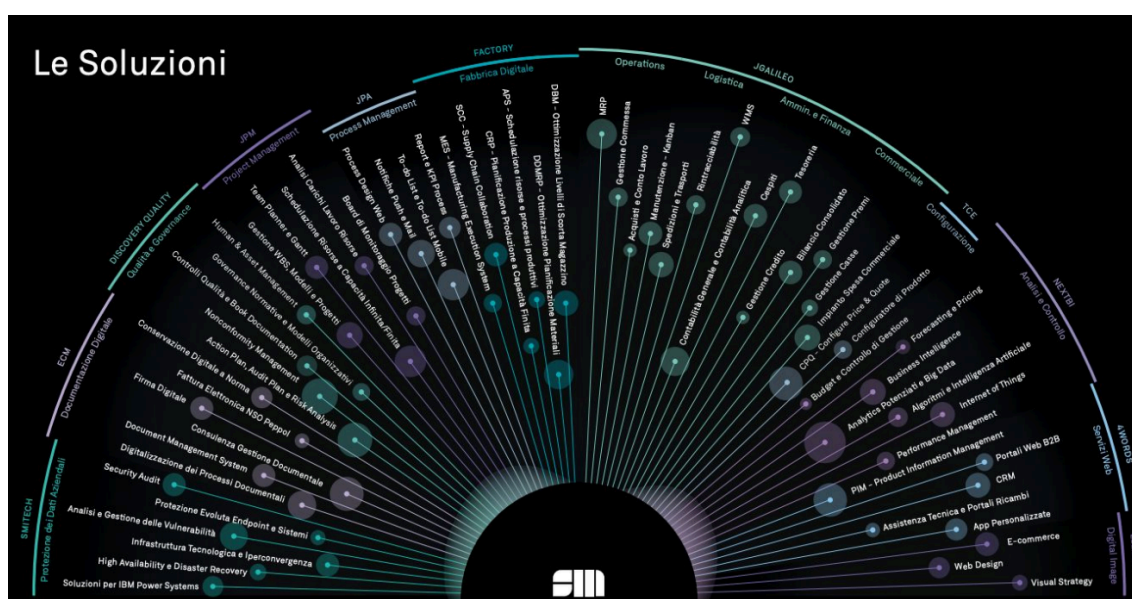 Le Soluzioni
SMITECH
Protezione dei Dati Aziendali
Soluzioni per IBM Power Systems
High Availability e Disaster Recovery
Infrastruttura Tecnologica e Iperconvergenza
Analisi e Gestione delle Vulnerabilità
Protezione Evoluta Endpoint e Sistemi
Security Audit
ECM
Documentazione Digitale
Digitalizzazione dei Processi Documentali
Document Management System
Consulenza Gestione Documentale
Firma Digitale
Fattura Elettronica NSO Peppol
Conservazione Digitale a Norma
DISCOVERY QUALITY
Qualità e Governance
Action Plan, Audit Plan e Risk Analysis
Nonconformity Management
Controlli Qualità e Book Documentation
Governance Normative e Modelli Organizzativi
Human & Asset Management
JPM
Project Management
Gestione WBS, Modelli e Progetti
Team Planner e Gantt
Schedulazione Risorse a Capacità Infinita/Finita
Analisi Carichi Lavoro Risorse
Board di Monitoraggio Progetti
JPA
Process Management
Process Design Web
Notifiche Push e Mail
To-do List e To-do List Mobile
Report e KPI Process
FACTORY
Fabbrica Digitale
MES - Manufacturing Execution System
SCC - Supply Chain Collaboration
CRP - Pianificazione Produzione a Capacità Finita
APS - Schedulazione risorse e processi produttivi
DDMRP - Ottimizzazione Pianificazione Materiali
DBM - Ottimizzazione Livelli di Scorta Magazzino
JGALILEO
Operations
Logistica
Ammin. e Finanza
Commerciale
MRP
Gestione Commessa
Acquisti e Conto Lavoro
Manutenzione - Kanban
Spedizioni e Trasporti
Rintracciabilità
WMS
Contabilità Generale e Contabilità Analitica
Cespiti
Tesoreria
Gestione Credito
Bilancio Consolidato
Gestione Premi
Gestione Casse
Impianto Spesa Commerciale
TCE
Configurazione
CPQ - Configure Price & Quote
Configuratore di Prodotto
NEXTBI
Analisi e Controllo
Budget e Controllo di Gestione
Forecasting e Pricing
Business Intelligence
Analytics Potenziati e Big Data
Algoritmi e Intelligenza Artificiale
Internet of Things
Performance Management
4WORDS
Servizi Web
PIM - Product Information Management
Portali Web B2B
CRM
Assistenza Tecnica e Portali Ricambi
App Personalizzate
Digital Image
E-commerce
Web Design
Visual Strategy
sm